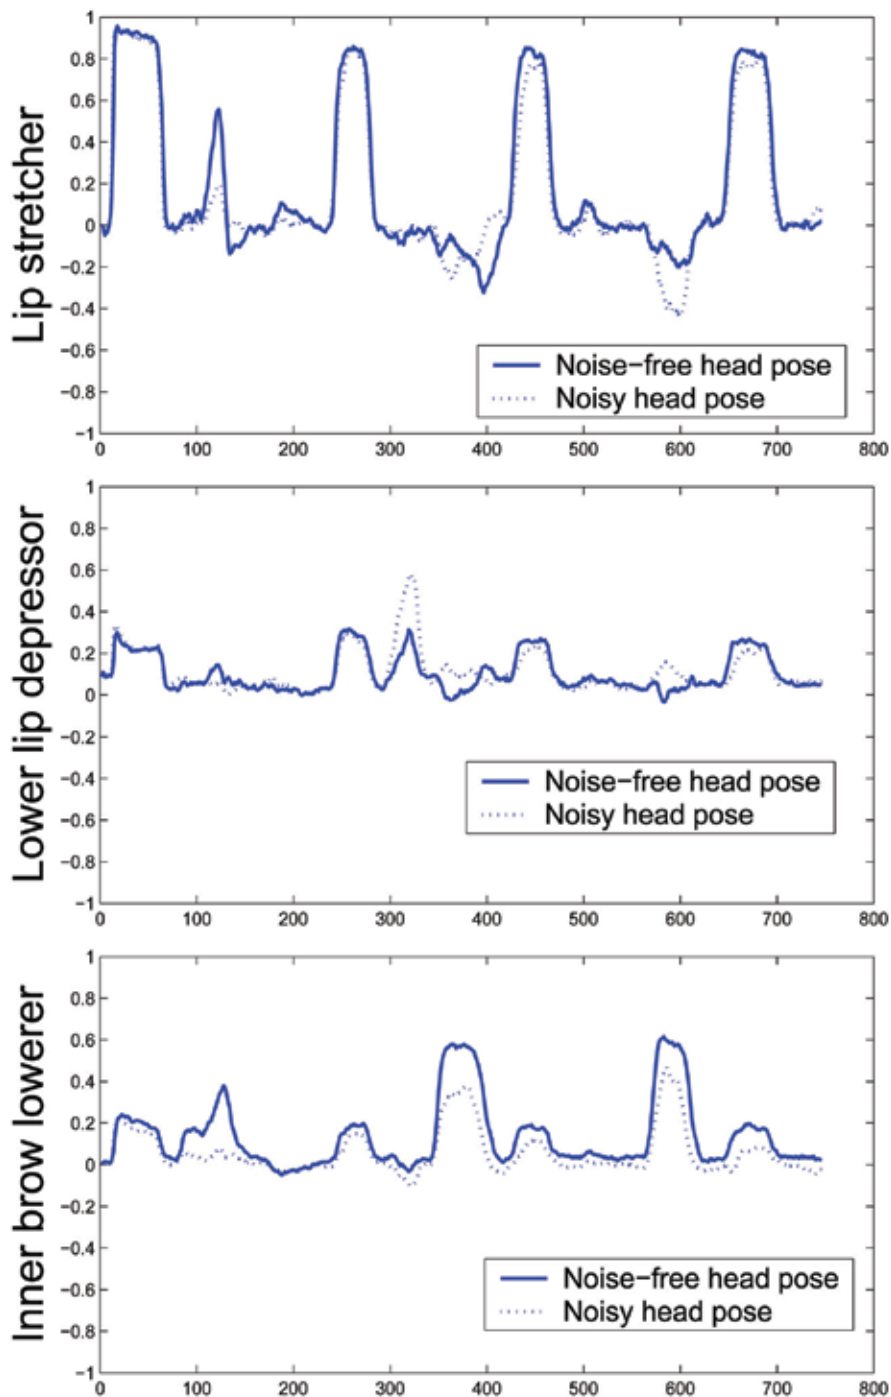 Lip stretcher
1
0.8
0.6
0.4
0.2
0
−0.2
−0.4
−0.6
−0.8
−1
Noise−free head pose
Noisy head pose
0 100 200 300 400 500 600 700 800
Lower lip depressor
1
0.8
0.6
0.4
0.2
0
−0.2
−0.4
−0.6
−0.8
−1
Noise−free head pose
Noisy head pose
0 100 200 300 400 500 600 700 800
Inner brow lowerer
1
0.8
0.6
0.4
0.2
0
−0.2
−0.4
−0.6
−0.8
−1
Noise−free head pose
Noisy head pose
0 100 200 300 400 500 600 700 800